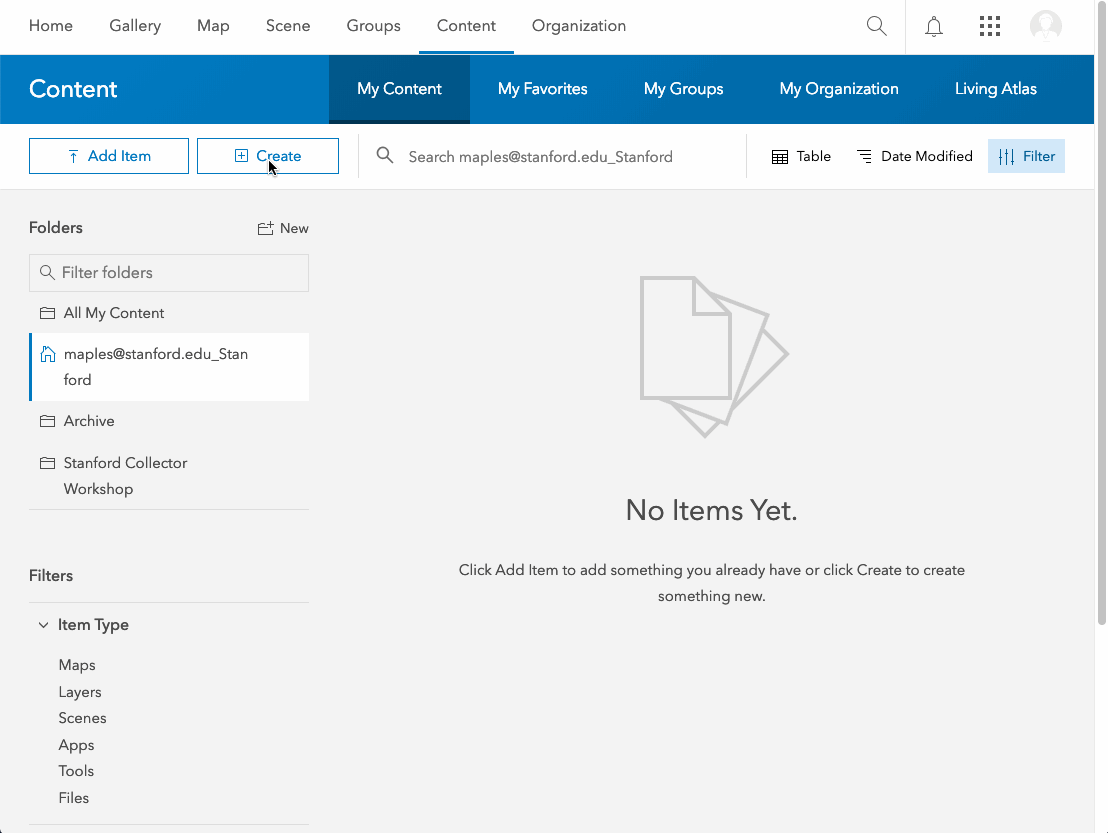 Home Gallery Map Scene Groups Content Organization
Content My Content My Favorites My Groups My Organization Living Atlas
Add Item Create Search maples@stanford.edu_Stanford Table Date Modified Filter
Folders New
Filter folders
All My Content
maples@stanford.edu_Stan
ford
Archive
Stanford Collector
Workshop
No Items Yet.
Click Add Item to add something you already have or click Create to create
something new.
Filters
Item Type
Maps
Layers
Scenes
Apps
Tools
Files